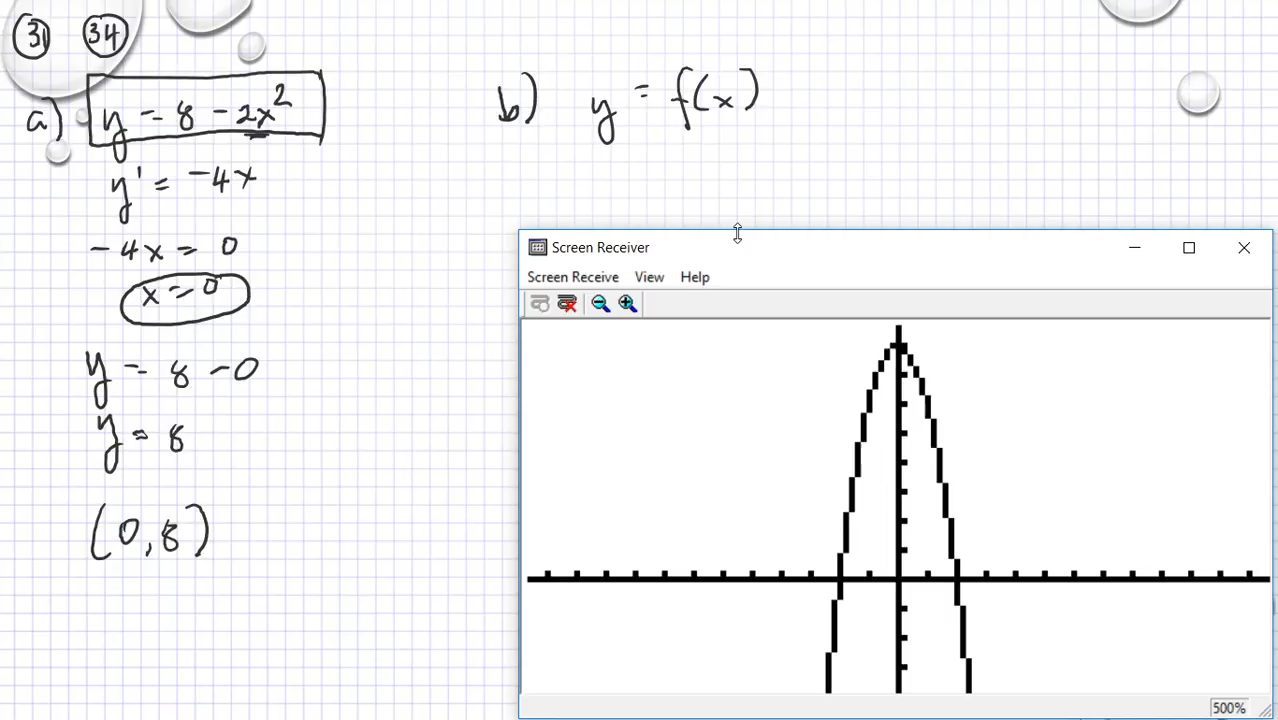 31 34
a) y = 8 - 2x²
y' = -4x
-4x = 0
x = 0
y = 8 - 0
y = 8
(0, 8)
b) y = f(x)
Screen Receiver
Screen Receive View Help
500%